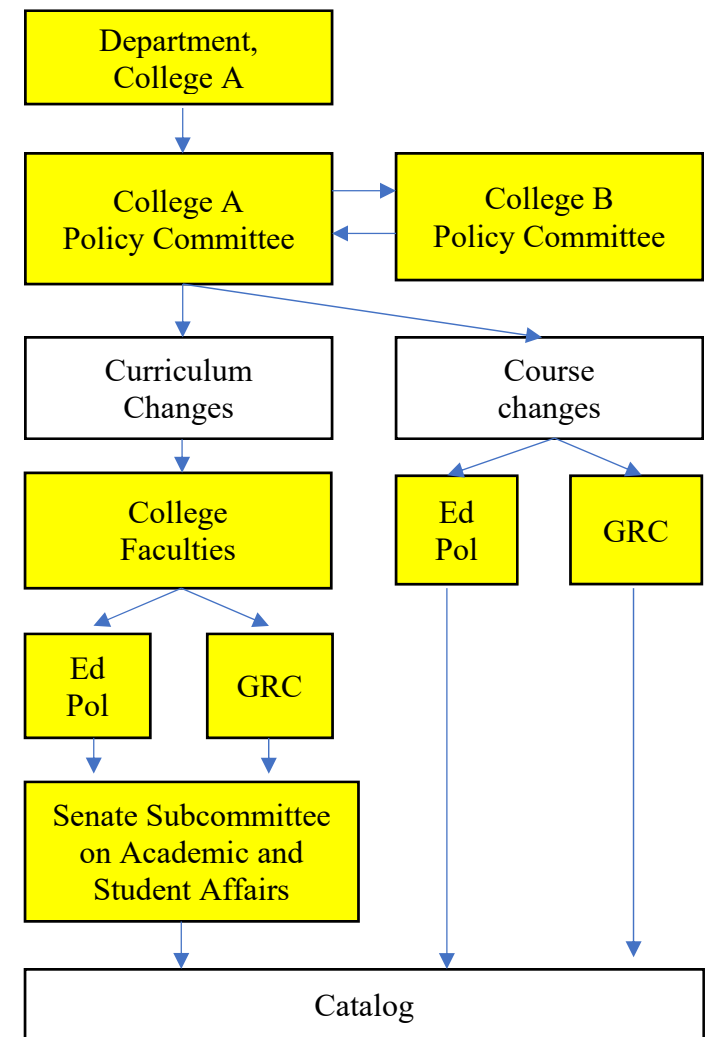 Department,
College A
College A
Policy Committee
College B
Policy Committee
Curriculum
Changes
Course
changes
College
Faculties
Ed
Pol
GRC
Ed
Pol
GRC
Senate Subcommittee
on Academic and
Student Affairs
Catalog